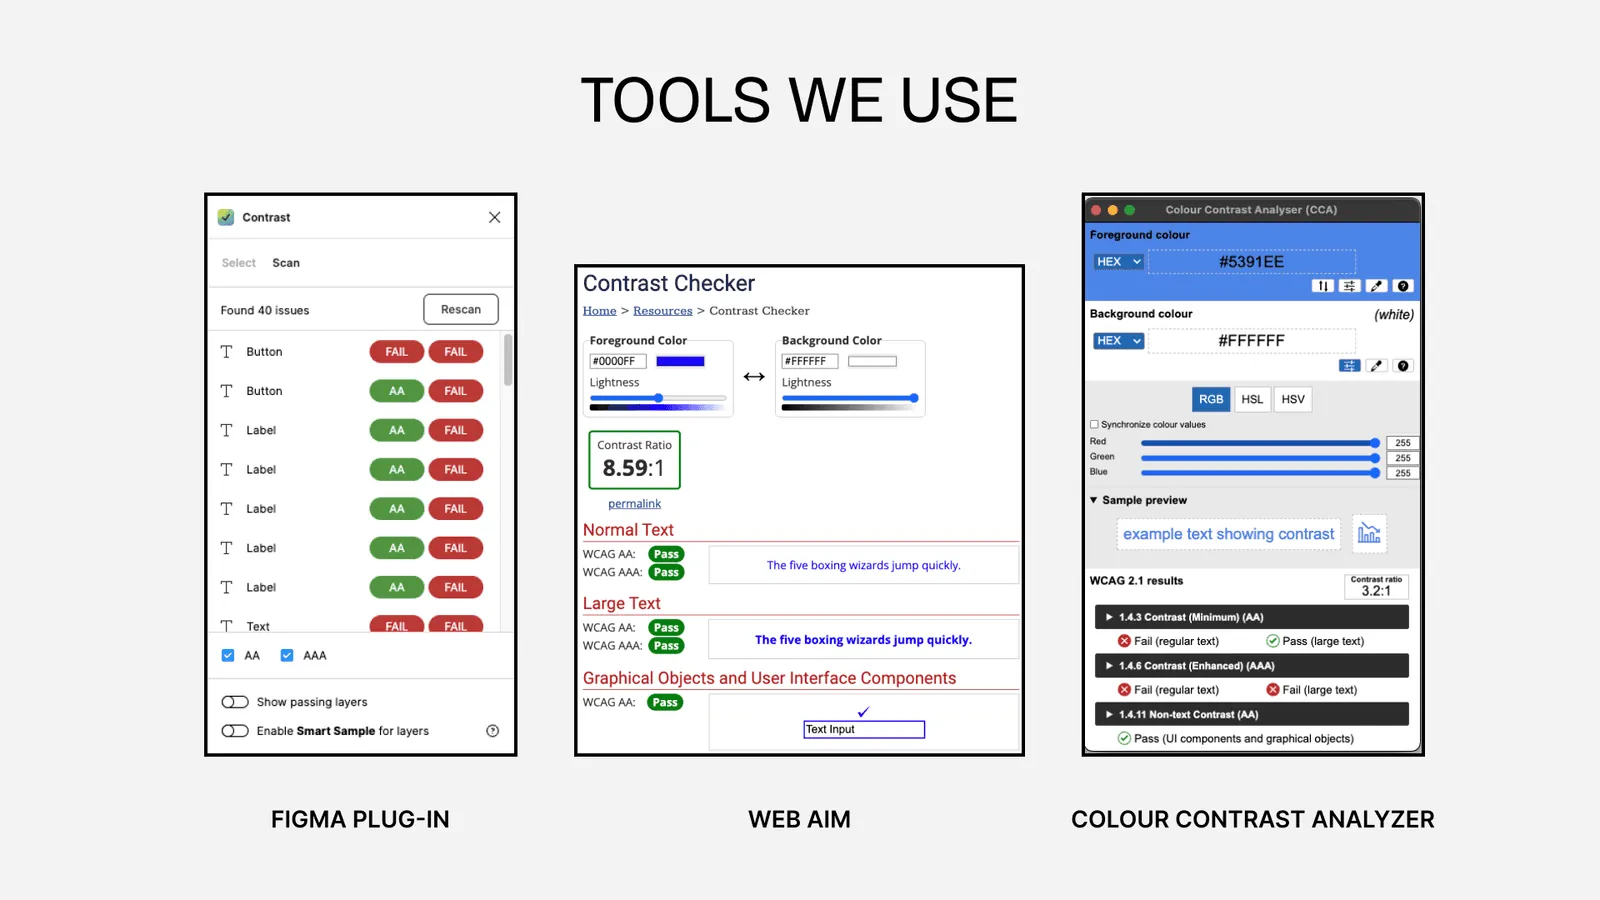 TOOLS WE USE
Contrast
Select Scan
Found 40 issues Rescan
Button FAIL FAIL
Button AA FAIL
Label AA FAIL
Label AA FAIL
Label AA FAIL
Label AA FAIL
Label AA FAIL
Text FAIL FAIL
AA AAA
Show passing layers
Enable Smart Sample for layers ?
FIGMA PLUG-IN
Contrast Checker
Home > Resources > Contrast Checker
Foreground Color
#0000FF
Lightness
Background Color
#FFFFFF
Lightness
Contrast Ratio
8.59:1
permalink
Normal Text
WCAG AA: Pass
WCAG AAA: Pass
The five boxing wizards jump quickly.
Large Text
WCAG AA: Pass
WCAG AAA: Pass
The five boxing wizards jump quickly.
Graphical Objects and User Interface Components
WCAG AA: Pass
Text Input
WEB AIM
Colour Contrast Analyser (CCA)
Foreground colour
HEX #5391EE
?
Background colour (white)
HEX #FFFFFF
?
RGB HSL HSV
Synchronize colour values
Red 255
Green 255
Blue 255
Sample preview
example text showing contrast
WCAG 2.1 results
Contrast ratio
3.2:1
1.4.3 Contrast (Minimum) (AA)
Fail (regular text) Pass (large text)
1.4.6 Contrast (Enhanced) (AAA)
Fail (regular text) Fail (large text)
1.4.11 Non-text Contrast (AA)
Pass (UI components and graphical objects)
COLOUR CONTRAST ANALYZER